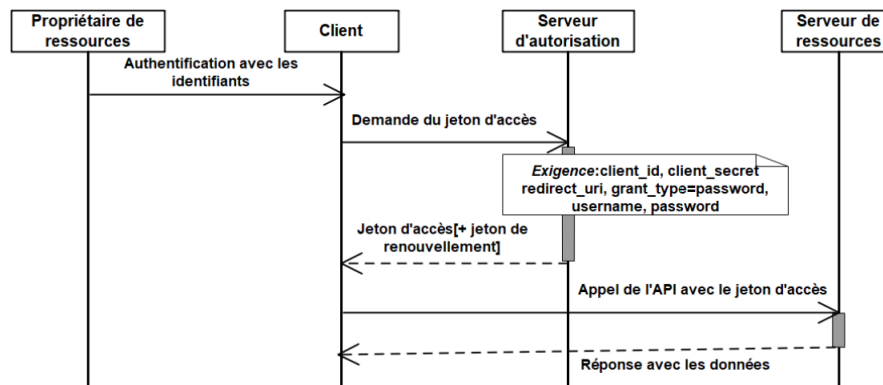 Propriétaire de
ressources
Client
Serveur
d'autorisation
Serveur de
ressources
Authentification avec les
identifiants
Demande du jeton d'accès
Exigence:client_id, client_secret
redirect_uri, grant_type=password,
username, password
Jeton d'accès[+ jeton de
renouvellement]
Appel de l'API avec le jeton d'accès
Réponse avec les données